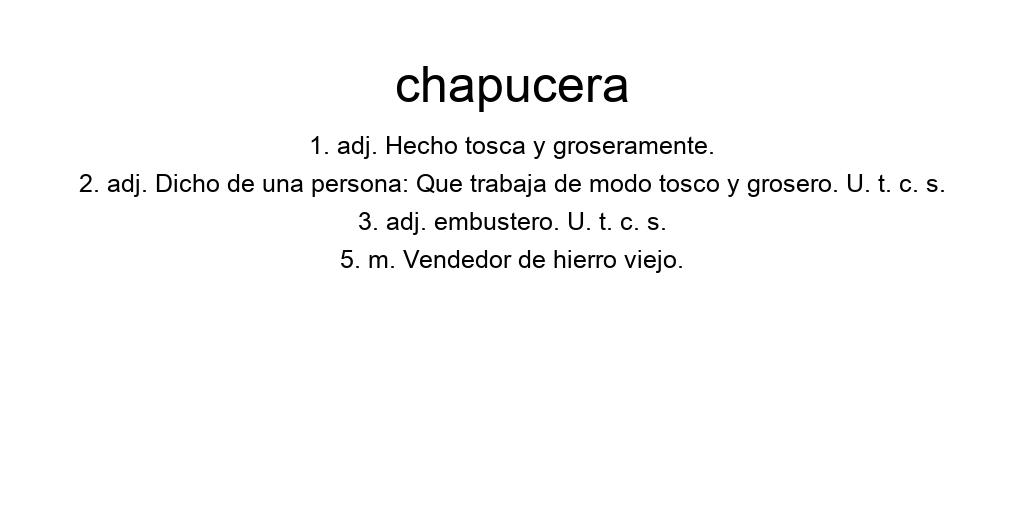 chapucera
1. adj. Hecho tosca y groseramente.
2. adj. Dicho de una persona: Que trabaja de modo tosco y grosero. U. t. c. s.
3. adj. embustero. U. t. c. s.
5. m. Vendedor de hierro viejo.